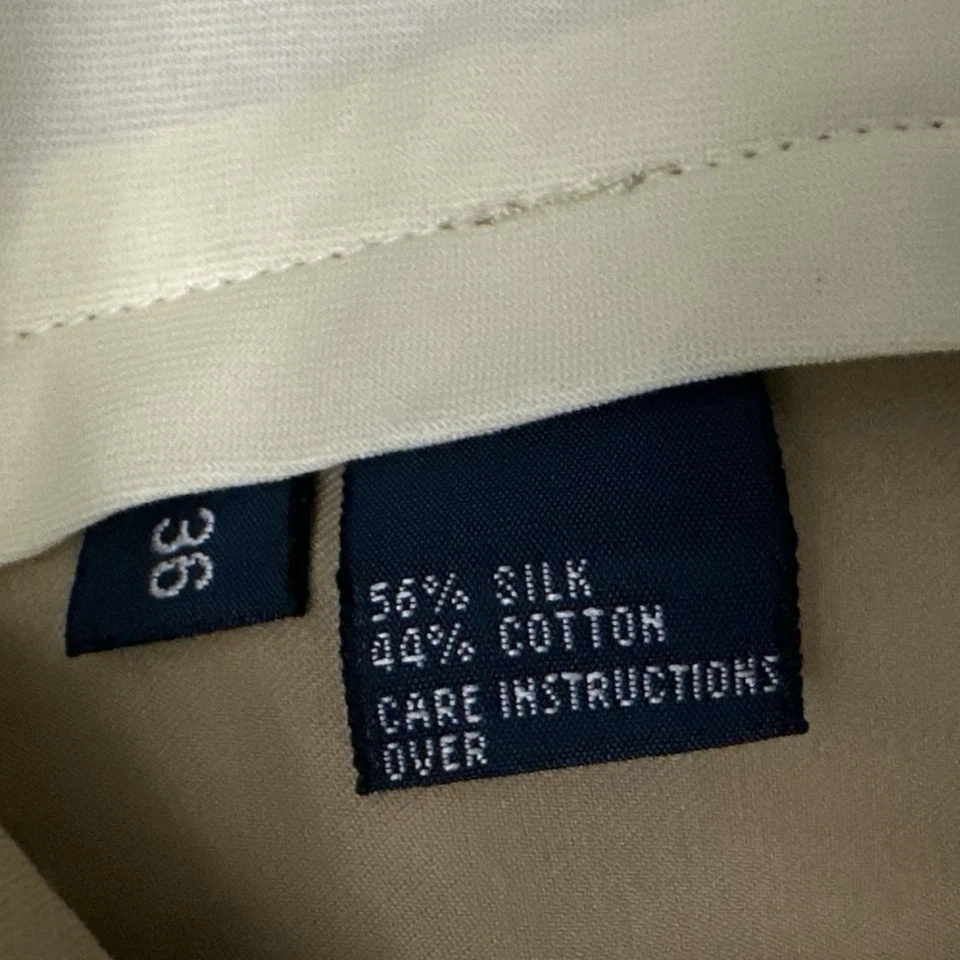 36
56% SILK
44% COTTON
CARE INSTRUCTIONS
OVER